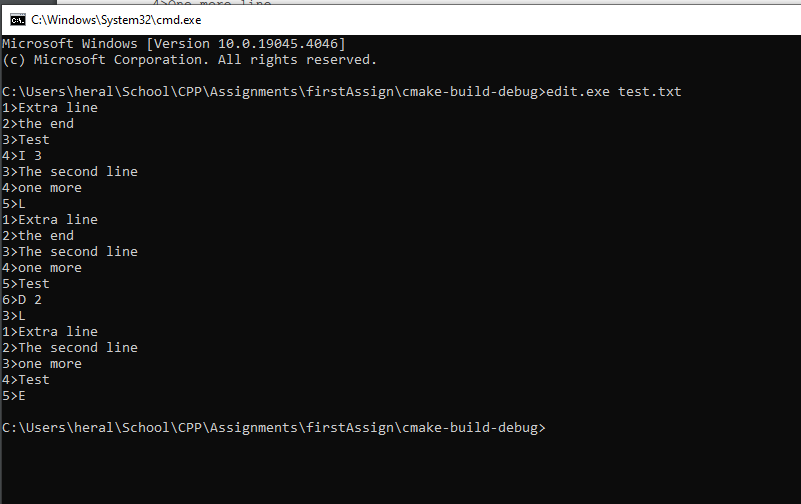 4>One more line
C:\Windows\System32\cmd.exe
Microsoft Windows [Version 10.0.19045.4046]
(c) Microsoft Corporation. All rights reserved.
C:\Users\heral\School\CPP\Assignments\firstAssign\cmake-build-debug>edit.exe test.txt
1>Extra line
2>the end
3>Test
4>I 3
3>The second line
4>one more
5>L
1>Extra line
2>the end
3>The second line
4>one more
5>Test
6>D 2
3>L
1>Extra line
2>The second line
3>one more
4>Test
5>E
C:\Users\heral\School\CPP\Assignments\firstAssign\cmake-build-debug>